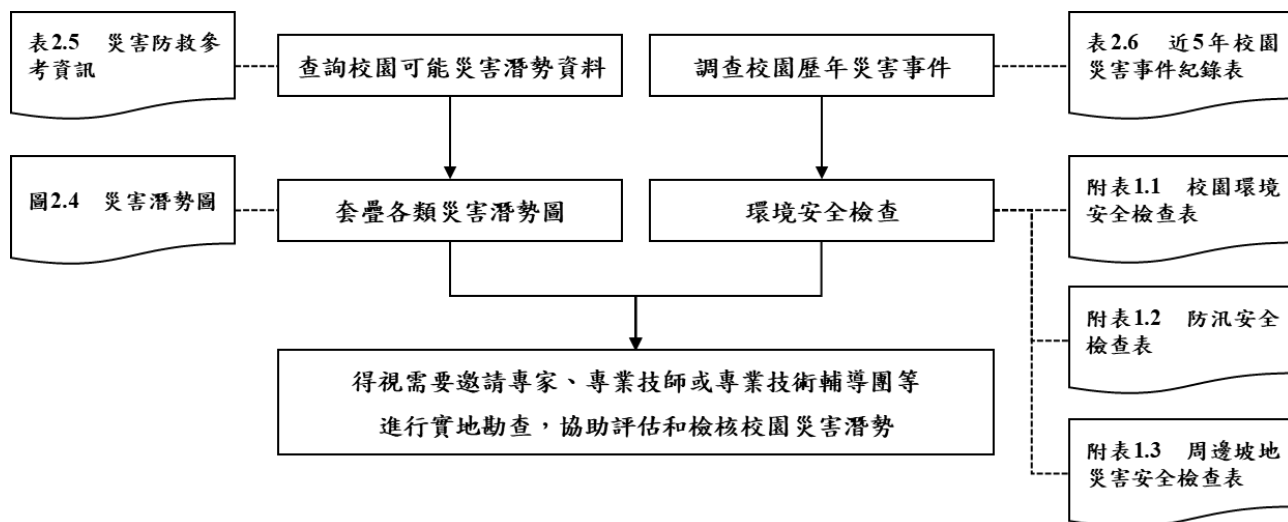 表2.5 災害防救參
考資訊
查詢校園可能災害潛勢資料
調查校園歷年災害事件
表2.6 近5年校園
災害事件紀錄表
圖2.4 災害潛勢圖
套疊各類災害潛勢圖
環境安全檢查
附表1.1 校園環境
安全檢查表
附表1.2 防汛安全
檢查表
得視需要邀請專家、專業技師或專業技術輔導團等
進行實地勘查，協助評估和檢核校園災害潛勢
附表1.3 周邊坡地
災害安全檢查表